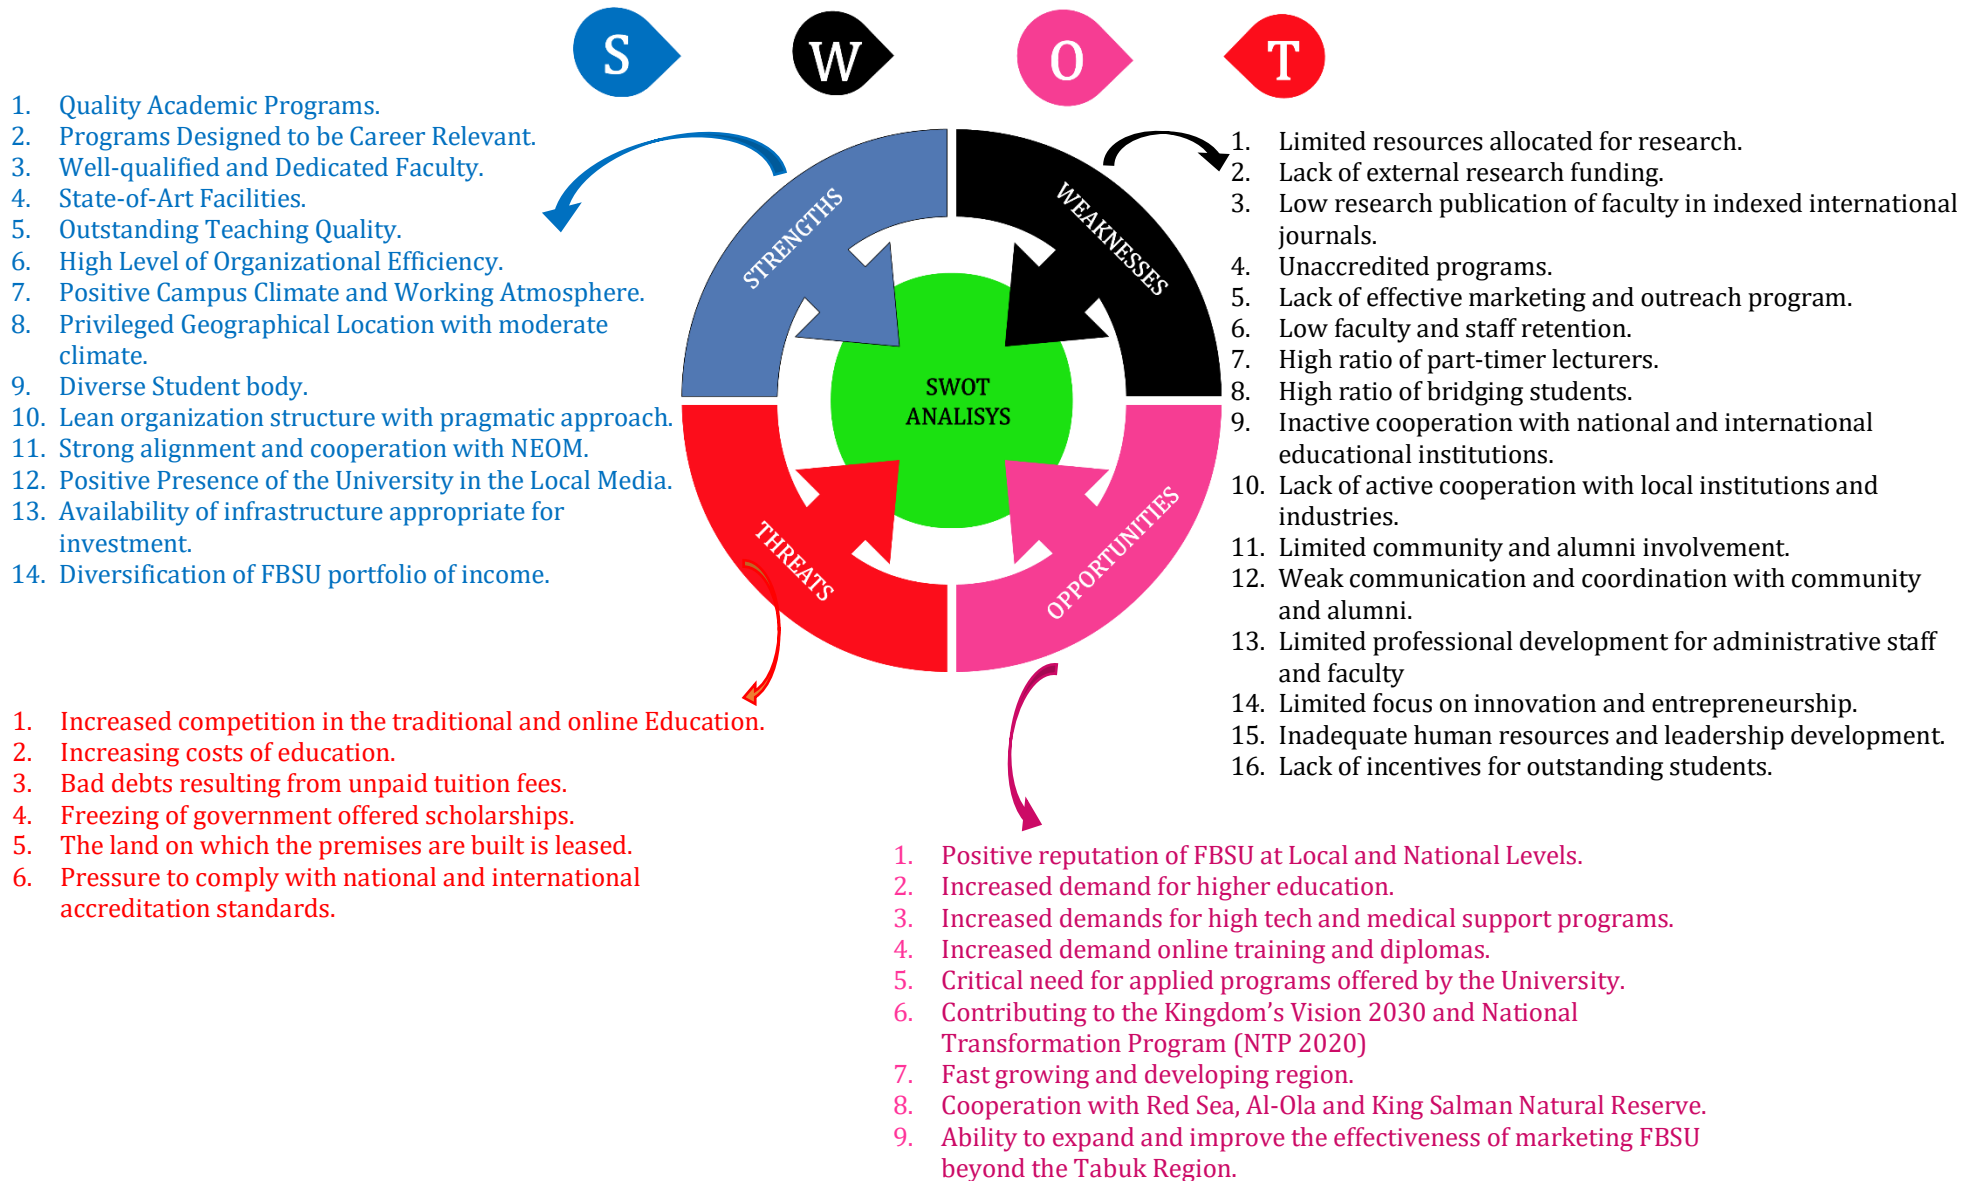 S
W
O
T
1. Quality Academic Programs.
2. Programs Designed to be Career Relevant.
3. Well-qualified and Dedicated Faculty.
4. State-of-Art Facilities.
5. Outstanding Teaching Quality.
6. High Level of Organizational Efficiency.
7. Positive Campus Climate and Working Atmosphere.
8. Privileged Geographical Location with moderate
climate.
9. Diverse Student body.
10. Lean organization structure with pragmatic approach.
11. Strong alignment and cooperation with NEOM.
12. Positive Presence of the University in the Local Media.
13. Availability of infrastructure appropriate for
investment.
14. Diversification of FBSU portfolio of income.
STRENGTHS
WEAKNESSES
SWOT
ANALISYS
THREATS
OPPORTUNITIES
1. Limited resources allocated for research.
2. Lack of external research funding.
3. Low research publication of faculty in indexed international
journals.
4. Unaccredited programs.
5. Lack of effective marketing and outreach program.
6. Low faculty and staff retention.
7. High ratio of part-timer lecturers.
8. High ratio of bridging students.
9. Inactive cooperation with national and international
educational institutions.
10. Lack of active cooperation with local institutions and
industries.
11. Limited community and alumni involvement.
12. Weak communication and coordination with community
and alumni.
13. Limited professional development for administrative staff
and faculty
14. Limited focus on innovation and entrepreneurship.
15. Inadequate human resources and leadership development.
16. Lack of incentives for outstanding students.
1. Increased competition in the traditional and online Education.
2. Increasing costs of education.
3. Bad debts resulting from unpaid tuition fees.
4. Freezing of government offered scholarships.
5. The land on which the premises are built is leased.
6. Pressure to comply with national and international
accreditation standards.
1. Positive reputation of FBSU at Local and National Levels.
2. Increased demand for higher education.
3. Increased demands for high tech and medical support programs.
4. Increased demand online training and diplomas.
5. Critical need for applied programs offered by the University.
6. Contributing to the Kingdom’s Vision 2030 and National
Transformation Program (NTP 2020)
7. Fast growing and developing region.
8. Cooperation with Red Sea, Al-Ola and King Salman Natural Reserve.
9. Ability to expand and improve the effectiveness of marketing FBSU
beyond the Tabuk Region.